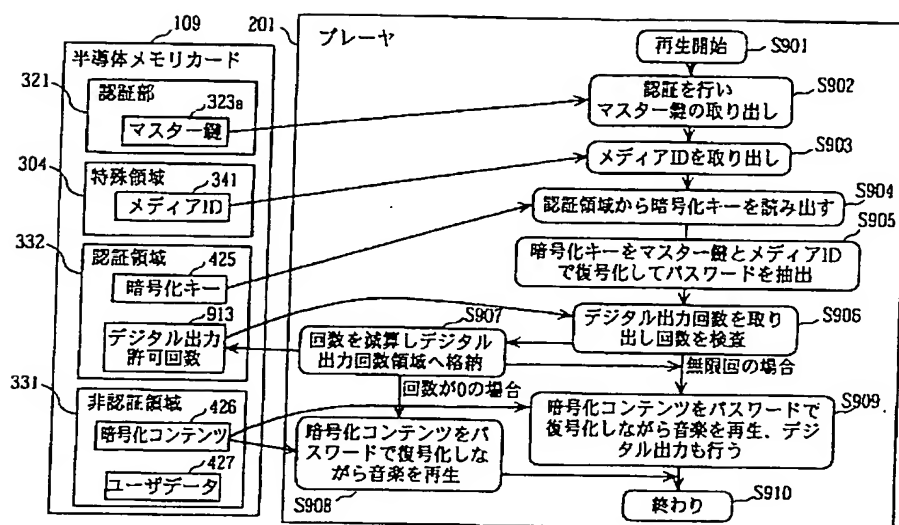 109
半導体メモリカード
321
認証部
323a
マスター鍵
304
特殊領域
341
メディアID
332
認証領域
425
暗号化キー
913
デジタル出力
許可回数
331
非認証領域
426
暗号化コンテンツ
427
ユーザデータ
201
プレーヤ
再生開始
S901
認証を行い
マスター鍵の取り出し
S902
メディアIDを取り出し
S903
認証領域から暗号化キーを読み出す
S904
暗号化キーをマスター鍵とメディアID
で復号化してパスワードを抽出
S905
デジタル出力回数を取り
出し回数を検査
S906
S907
回数を減算しデジタル
出力回数領域へ格納
無限回の場合
回数が0の場合
暗号化コンテンツをパス
ワードで復号化しな
がら音楽を再生
S908
暗号化コンテンツをパスワードで
復号化しながら音楽を再生、デジ
タル出力も行う
S909
終わり
S910